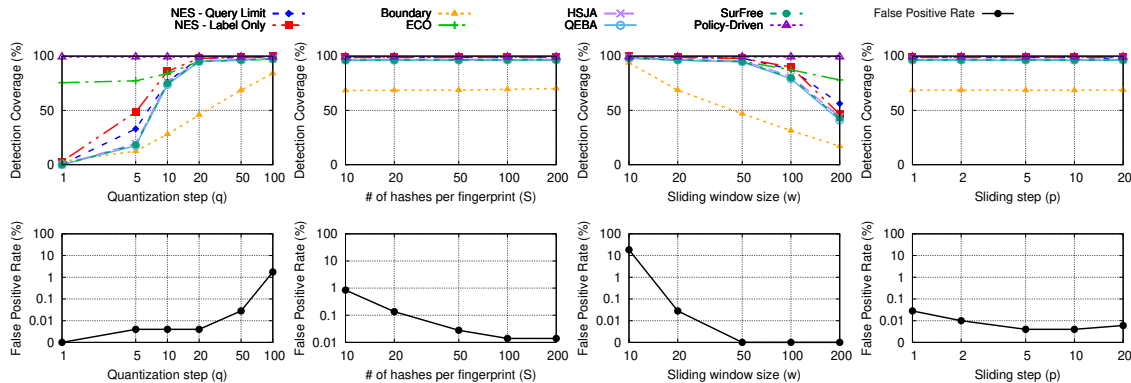 NES - Query Limit
NES - Label Only
Boundary
ECO
HSJA
QEBA
SurFree
Policy-Driven
False Positive Rate
Detection Coverage (%)
100
50
0
1 5 10 20 50 100
Quantization step (q)
Detection Coverage (%)
100
50
0
10 20 50 100 200
# of hashes per fingerprint (S)
Detection Coverage (%)
100
50
0
10 20 50 100 200
Sliding window size (w)
Detection Coverage (%)
100
50
0
1 2 5 10 20
Sliding step (p)
False Positive Rate (%)
100
10
1
0.1
0.01
0
1 5 10 20 50 100
Quantization step (q)
False Positive Rate (%)
100
10
1
0.1
0.01
10 20 50 100 200
# of hashes per fingerprint (S)
False Positive Rate (%)
100
10
1
0.1
0.01
0
10 20 50 100 200
Sliding window size (w)
False Positive Rate (%)
100
10
1
0.1
0.01
0
1 2 5 10 20
Sliding step (p)